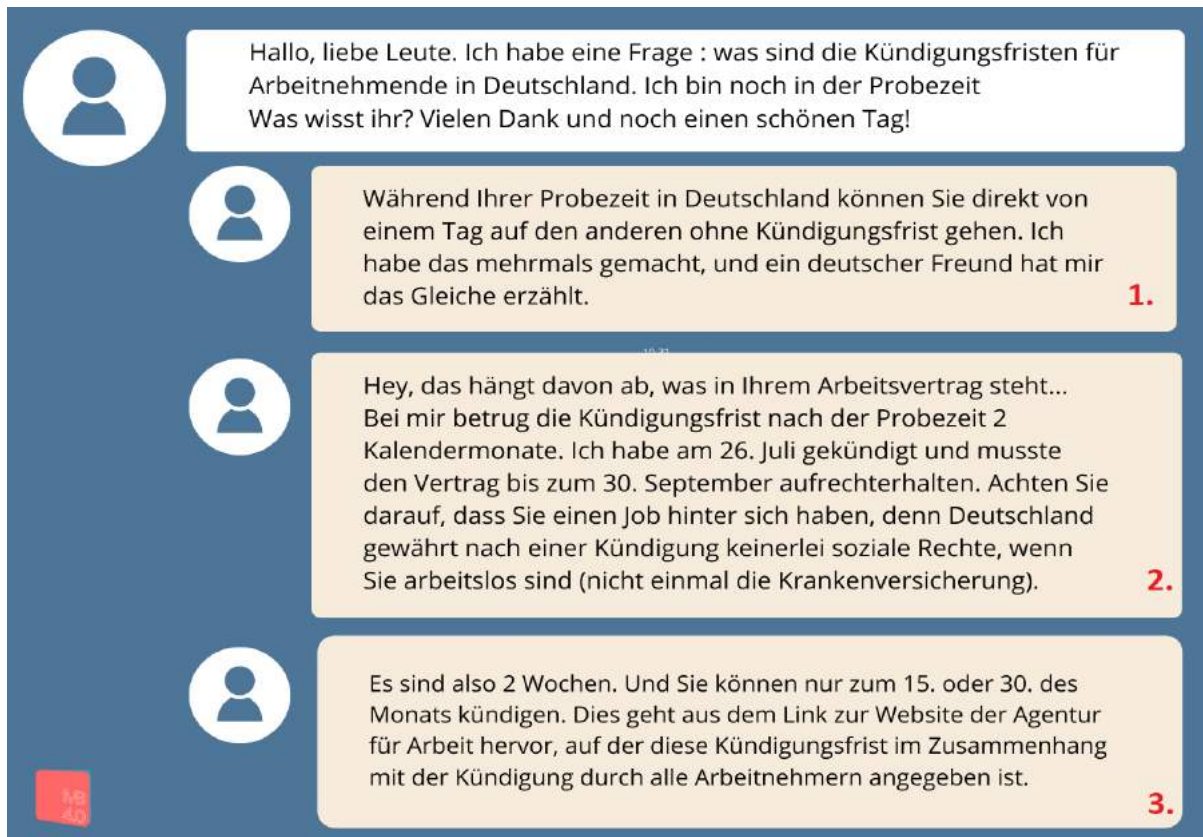 Hallo, liebe Leute. Ich habe eine Frage : was sind die Kündigungsfristen für
Arbeitnehmende in Deutschland. Ich bin noch in der Probezeit
Was wisst ihr? Vielen Dank und noch einen schönen Tag!
Während Ihrer Probezeit in Deutschland können Sie direkt von
einem Tag auf den anderen ohne Kündigungsfrist gehen. Ich
habe das mehrmals gemacht, und ein deutscher Freund hat mir
das Gleiche erzählt.
1.
Hey, das hängt davon ab, was in Ihrem Arbeitsvertrag steht...
Bei mir betrug die Kündigungsfrist nach der Probezeit 2
Kalendermonate. Ich habe am 26. Juli gekündigt und musste
den Vertrag bis zum 30. September aufrechterhalten. Achten Sie
darauf, dass Sie einen Job hinter sich haben, denn Deutschland
gewährt nach einer Kündigung keinerlei soziale Rechte, wenn
Sie arbeitslos sind (nicht einmal die Krankenversicherung).
2.
Es sind also 2 Wochen. Und Sie können nur zum 15. oder 30. des
Monats kündigen. Dies geht aus dem Link zur Website der Agentur
für Arbeit hervor, auf der diese Kündigungsfrist im Zusammenhang
mit der Kündigung durch alle Arbeitnehmern angegeben ist.
3.
MB
4.0